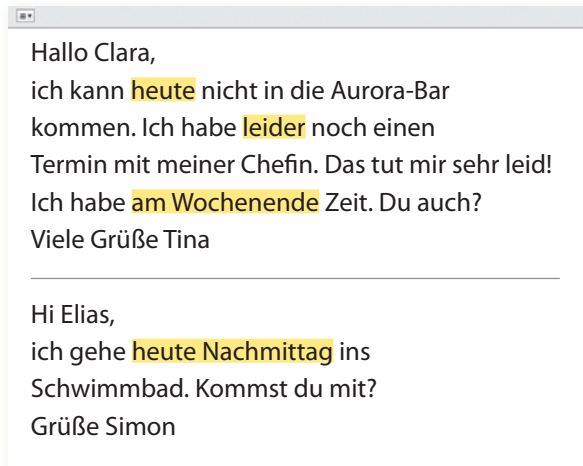 Hallo Clara,
ich kann heute nicht in die Aurora-Bar
kommen. Ich habe leider noch einen
Termin mit meiner Chefin. Das tut mir sehr leid!
Ich habe am Wochenende Zeit. Du auch?
Viele Grüße Tina
Hi Elias,
ich gehe heute Nachmittag ins
Schwimmbad. Kommst du mit?
Grüße Simon